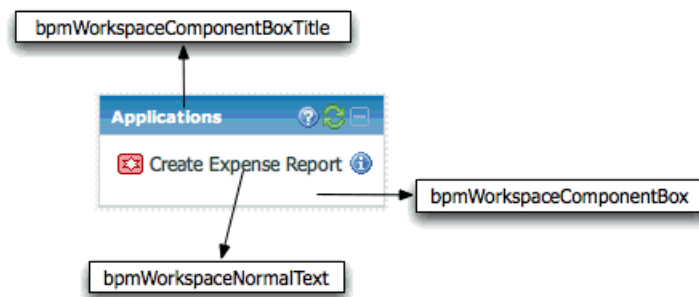 bpmWorkspaceComponentBoxTitle
Applications
Create Expense Report
bpmWorkspaceComponentBox
bpmWorkspaceNormalText